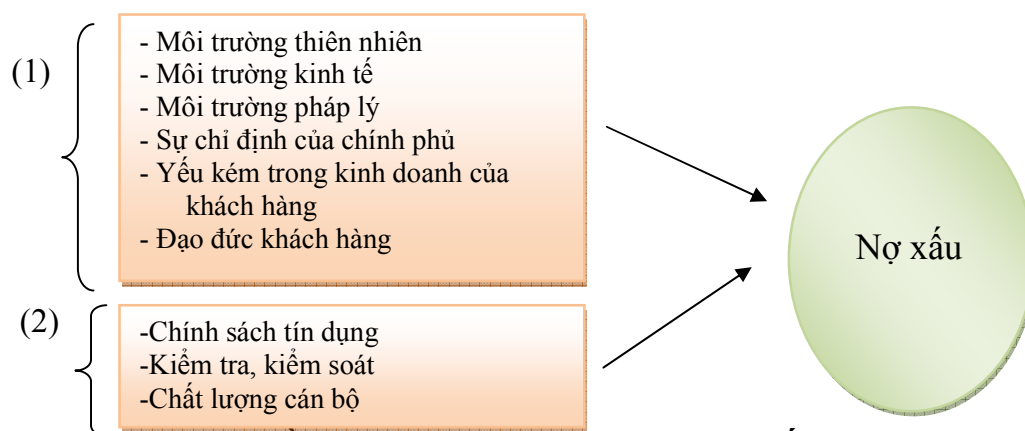 (1)
- Môi trường thiên nhiên
- Môi trường kinh tế
- Môi trường pháp lý
- Sự chỉ định của chính phủ
- Yếu kém trong kinh doanh của
khách hàng
- Đạo đức khách hàng
Nợ xấu
(2)
-Chính sách tín dụng
-Kiểm tra, kiểm soát
-Chất lượng cán bộ